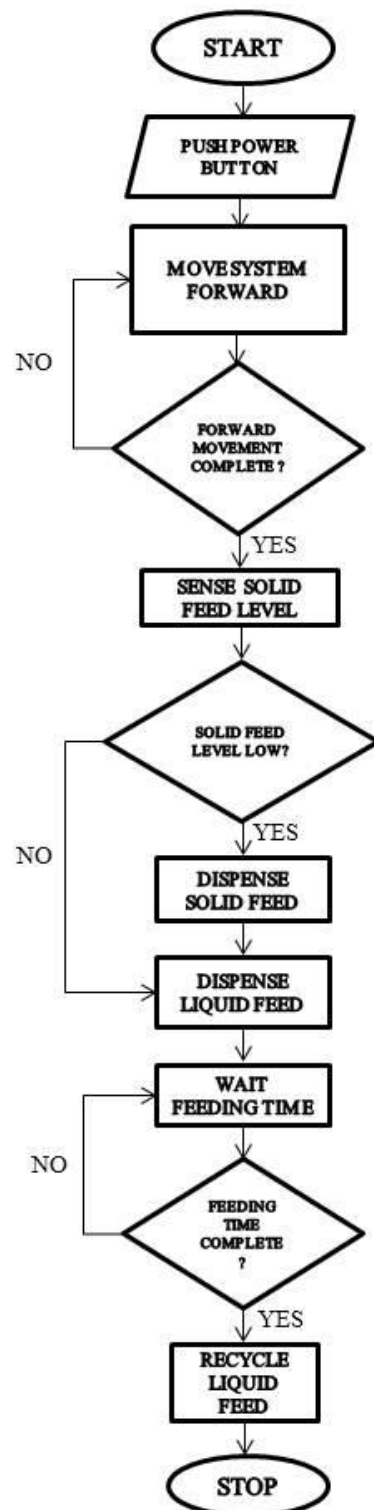 START
PUSH POWER
BUTTON
MOVE SYSTEM
FORWARD
NO
FORWARD
MOVEMENT
COMPLETE ?
YES
SENSE SOLID
FEED LEVEL
SOLID FEED
LEVEL LOW?
YES
NO
DISPENSE
SOLID FEED
DISPENSE
LIQUID FEED
WAIT
FEEDING TIME
NO
FEEDING
TIME
COMPLETE
?
YES
RECYCLE
LIQUID
FEED
STOP